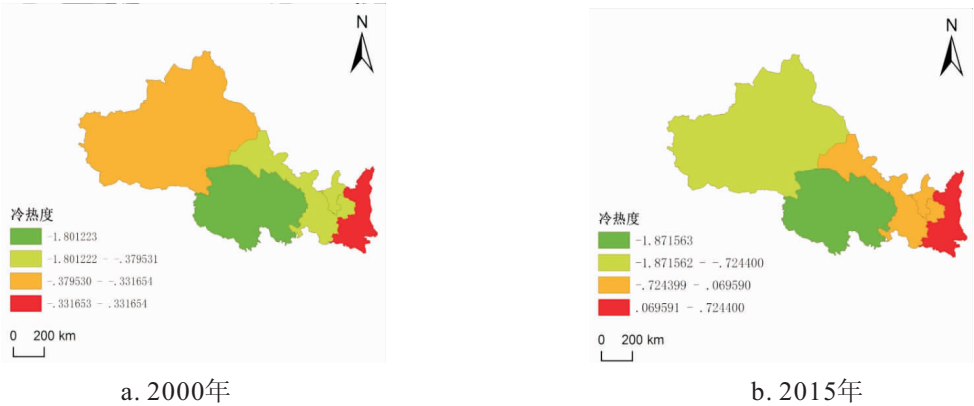 N
冷热度
-1.801223
-1.801222 - -.379531
-.379530 - -.331654
-.331653 - .331654
0 200 km
a. 2000年
N
冷热度
-1.871563
-1.871562 - -.724400
-.724399 - .069590
.069591 - .724400
0 200 km
b. 2015年